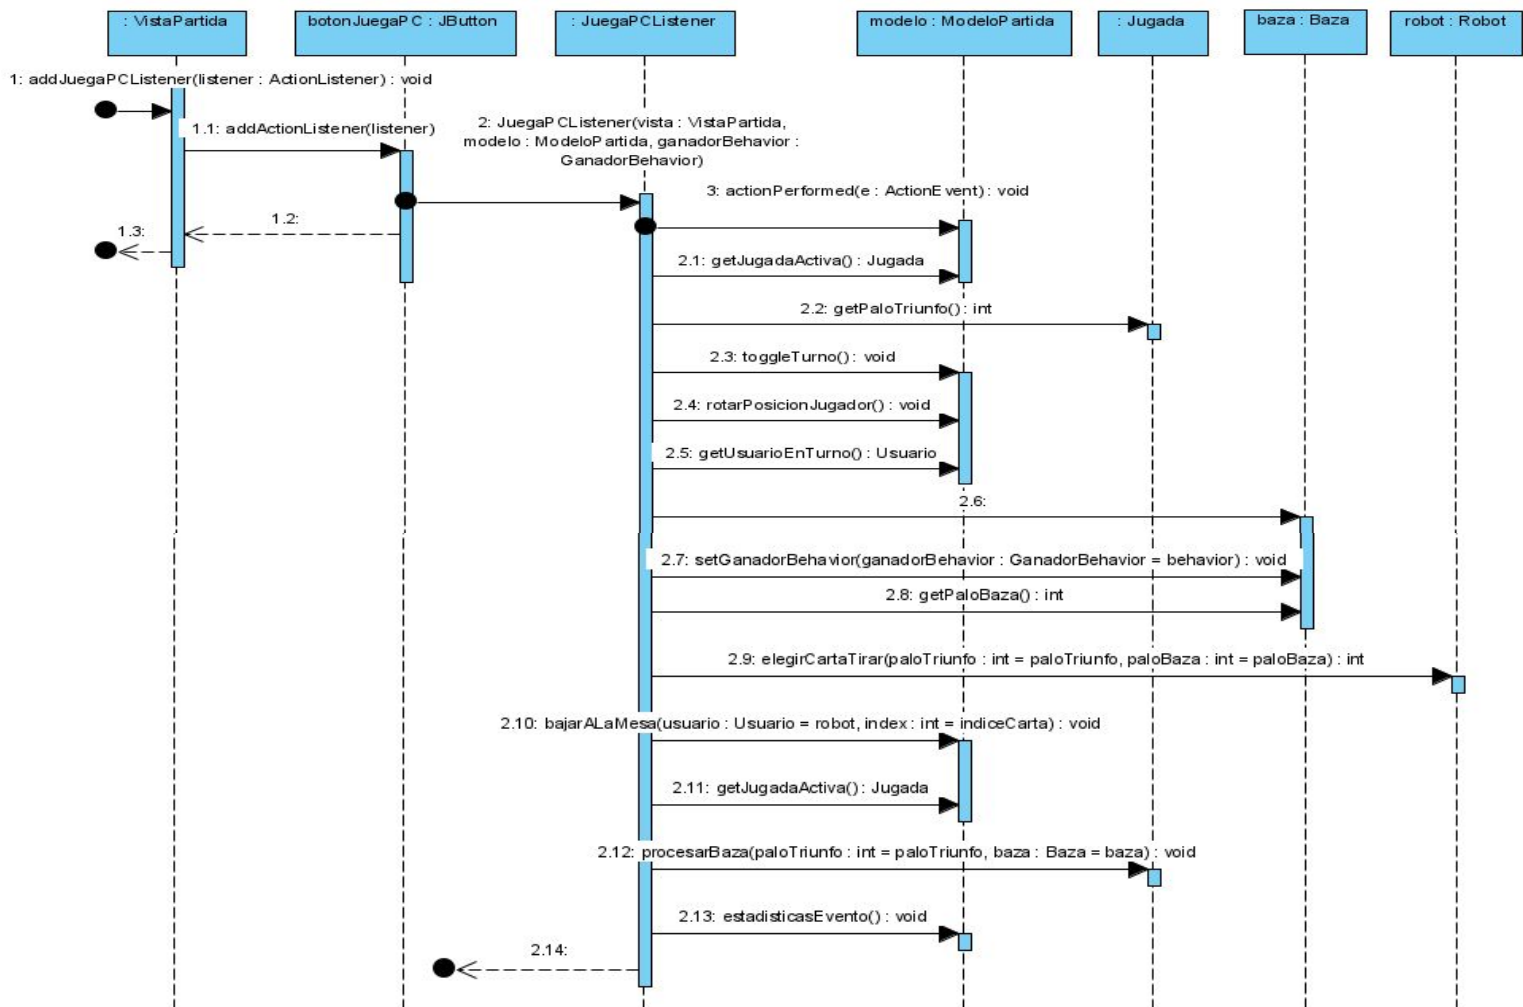 : VistaPartida
botonJuegaPC : JButton
: JuegaPCListener
modelo : ModeloPartida
: Jugada
baza : Baza
robot : Robot
1: addJuegaPCListener(listener : ActionListener) : void
1.1: addActionListener(listener)
2: JuegaPCListener(vista : VistaPartida,
modelo : ModeloPartida, ganadorBehavior :
GanadorBehavior)
3: actionPerformed(e : ActionEvent) : void
1.2:
1.3:
2.1: getJugadaActiva() : Jugada
2.2: getPaloTriunfo() : int
2.3: toggleTurno() : void
2.4: rotarPosicionJugador() : void
2.5: getUsuarioEnTurno() : Usuario
2.6:
2.7: setGanadorBehavior(ganadorBehavior : GanadorBehavior = behavior) : void
2.8: getPaloBaza() : int
2.9: elegirCartaTirar(paloTriunfo : int = paloTriunfo, paloBaza : int = paloBaza) : int
2.10: bajarALaMesa(usuario : Usuario = robot, index : int = indiceCarta) : void
2.11: getJugadaActiva() : Jugada
2.12: procesarBaza(paloTriunfo : int = paloTriunfo, baza : Baza = baza) : void
2.13: estadisticasEvento() : void
2.14: